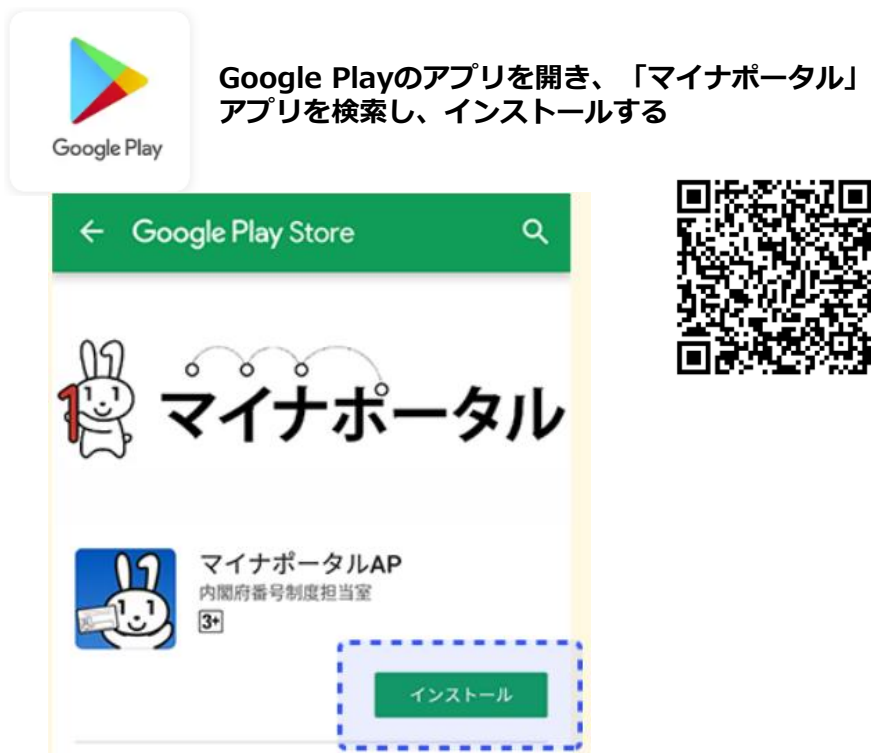 Google Play
Google Playのアプリを開き、「マイナポータル」
アプリを検索し、インストールする
← Google Play Store
マイナポータル
マイナポータルAP
内閣府番号制度担当室
3+
インストール